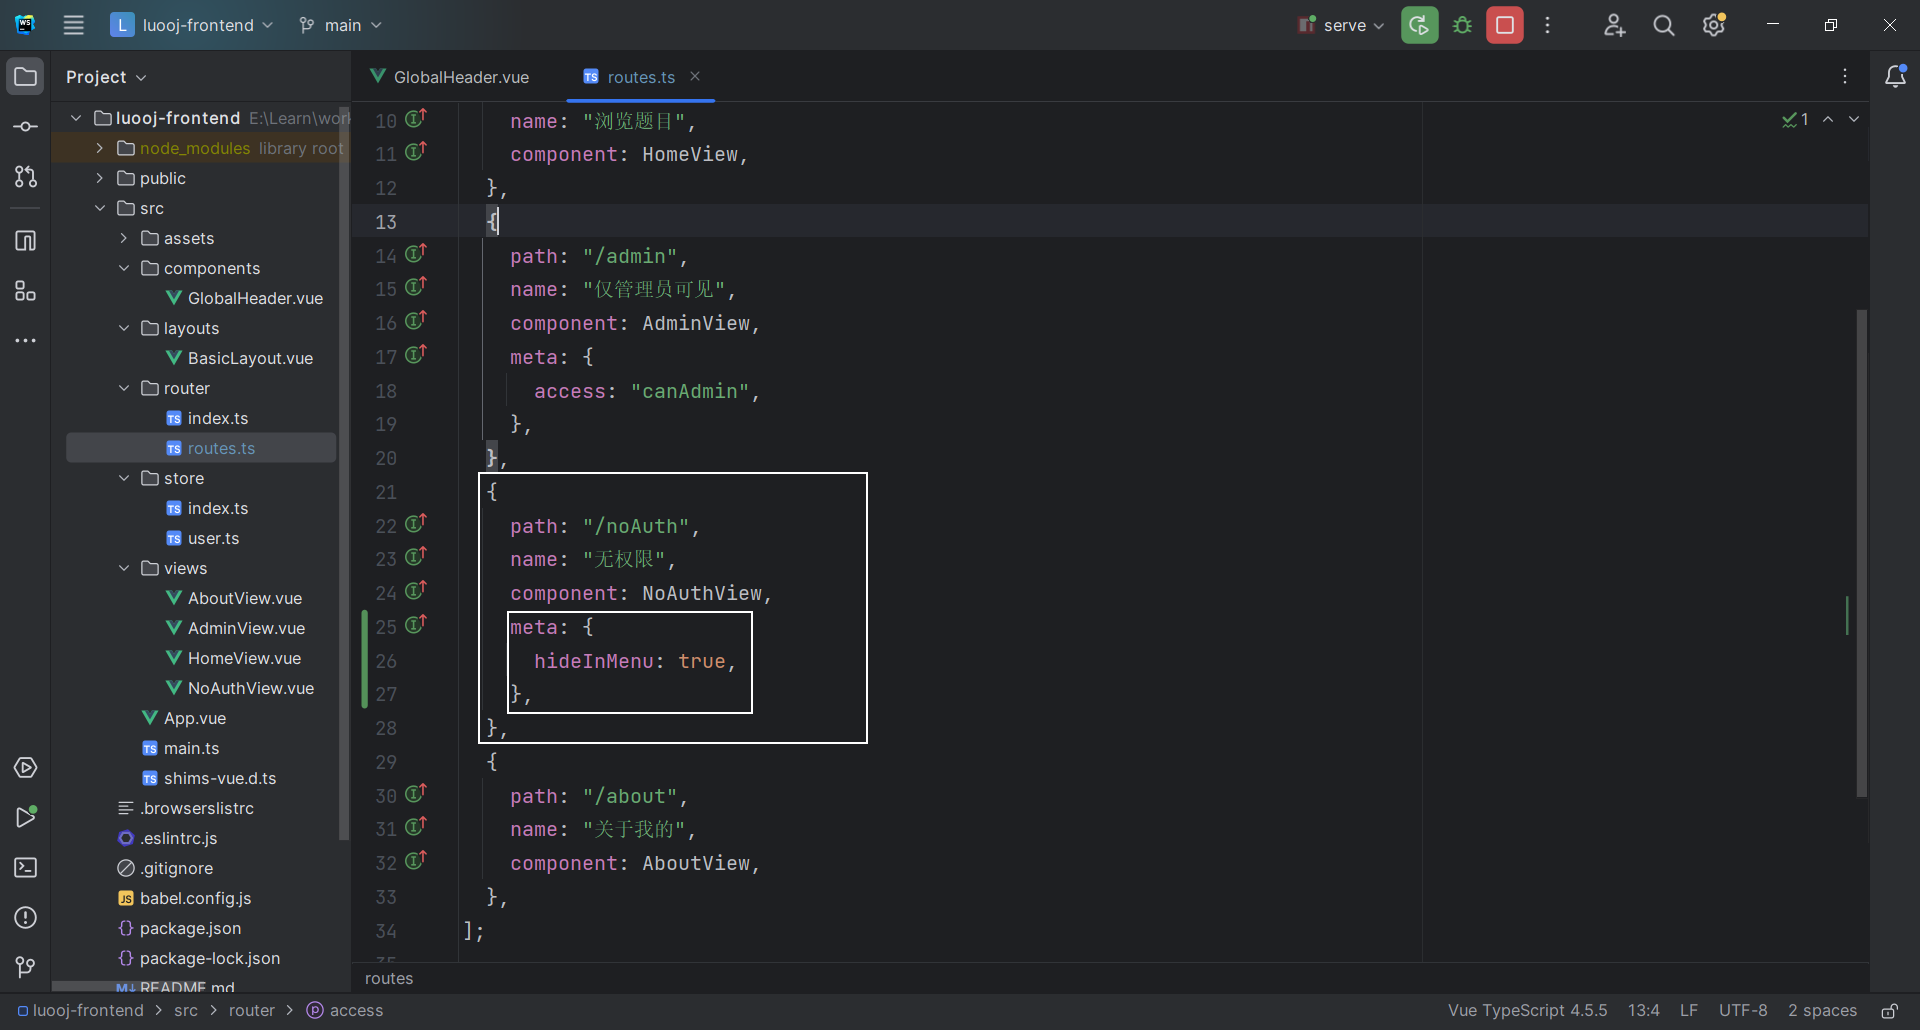 L luooj-frontend
main
serve
Project
GlobalHeader.vue
routes.ts
luooj-frontend E:\Learn\work
node_modules library root
public
src
assets
components
GlobalHeader.vue
layouts
BasicLayout.vue
router
index.ts
routes.ts
store
index.ts
user.ts
views
AboutView.vue
AdminView.vue
HomeView.vue
NoAuthView.vue
App.vue
main.ts
shims-vue.d.ts
.browserslistrc
.eslintrc.js
.gitignore
babel.config.js
package.json
package-lock.json
README.md
1
10 name: "浏览题目",
11 component: HomeView,
12 },
13 {
14 path: "/admin",
15 name: "仅管理员可见",
16 component: AdminView,
17 meta: {
18 access: "canAdmin",
19 },
20 },
21 {
22 path: "/noAuth",
23 name: "无权限",
24 component: NoAuthView,
25 meta: {
26 hideInMenu: true,
27 },
28 },
29 {
30 path: "/about",
31 name: "关于我的",
32 component: AboutView,
33 },
34 ];
35
routes
luooj-frontend > src > router > access
Vue TypeScript 4.5.5 13:4 LF UTF-8 2 spaces